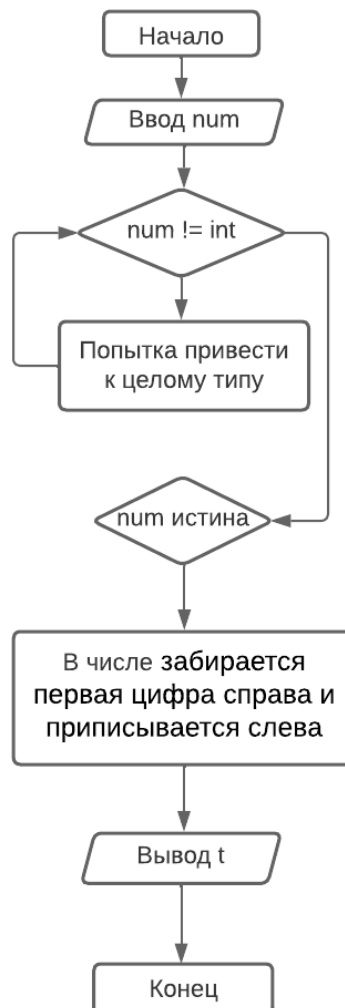 Начало
Ввод num
num != int
Попытка привести
к целому типу
num истина
В числе забирается
первая цифра справа и
приписывается слева
Вывод t
Конец